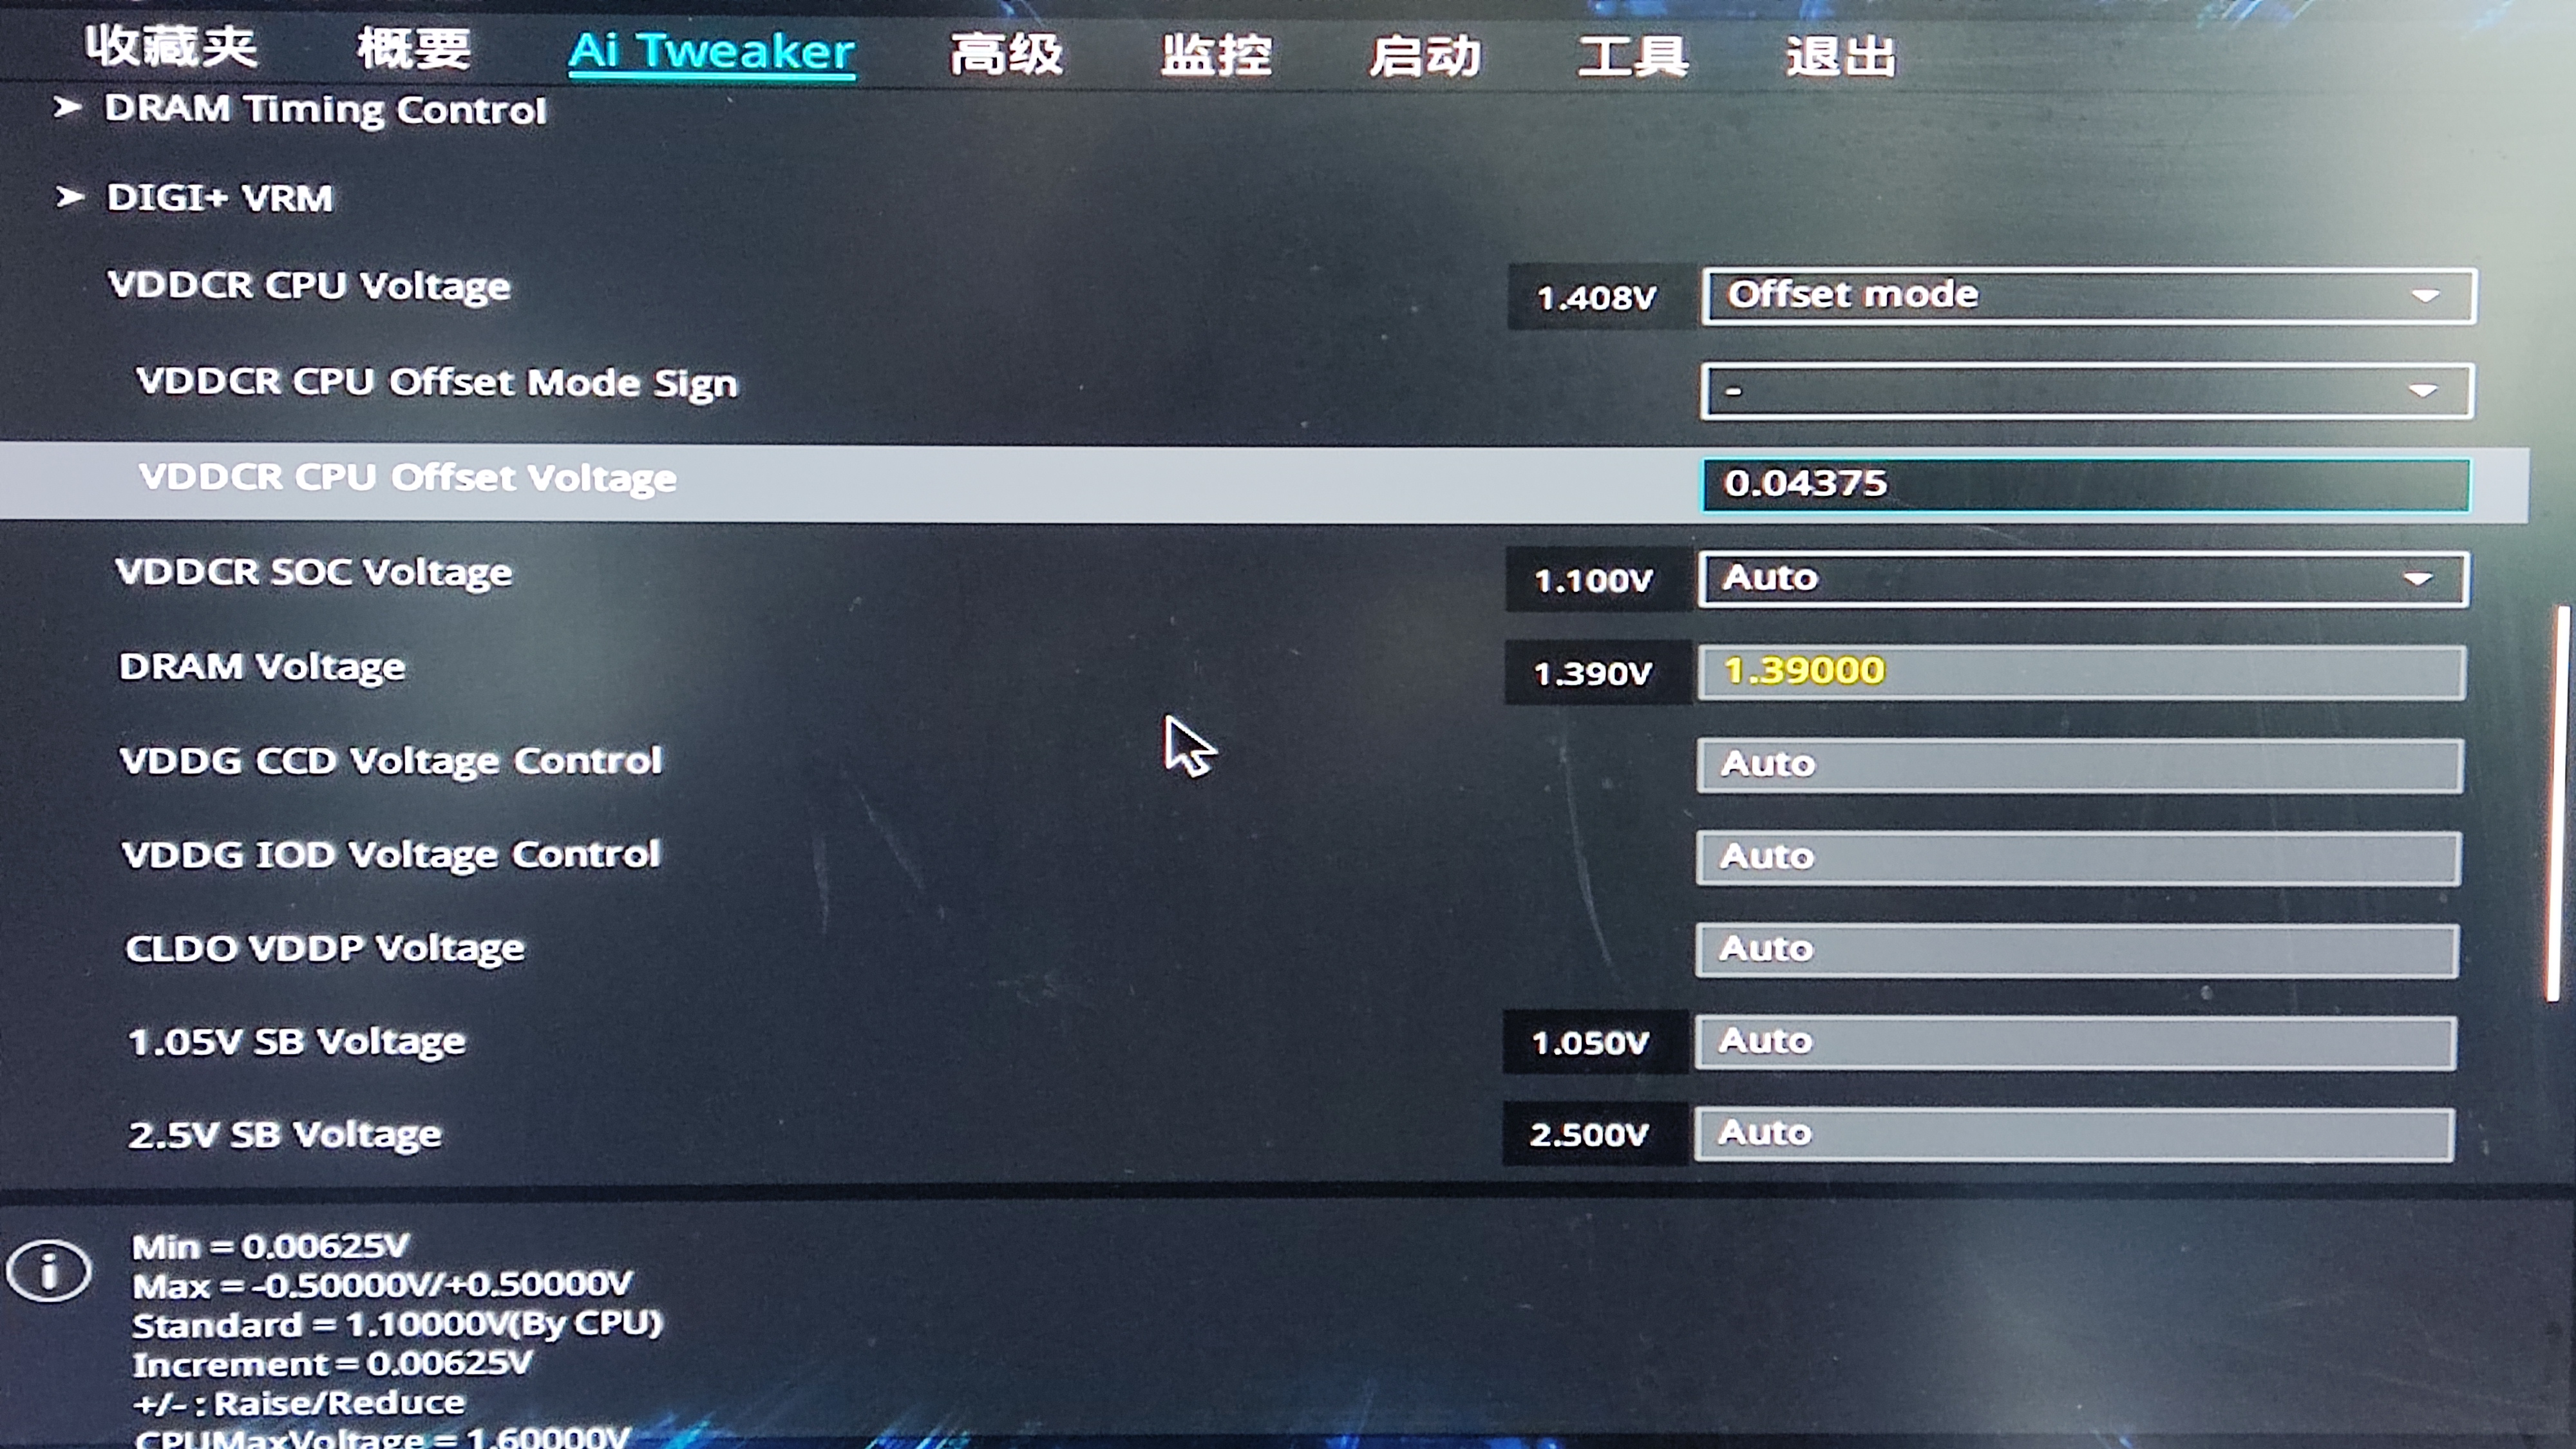 收藏夹 概要 Ai Tweaker 高级 监控 启动 工具 退出
> DRAM Timing Control
> DIGI+ VRM
VDDCR CPU Voltage 1.408V Offset mode
VDDCR CPU Offset Mode Sign -
VDDCR CPU Offset Voltage 0.04375
VDDCR SOC Voltage 1.100V Auto
DRAM Voltage 1.390V 1.39000
VDDG CCD Voltage Control Auto
VDDG IOD Voltage Control Auto
CLDO VDDP Voltage Auto
1.05V SB Voltage 1.050V Auto
2.5V SB Voltage 2.500V Auto
Min = 0.00625V
Max = -0.50000V/+0.50000V
Standard = 1.10000V(By CPU)
Increment = 0.00625V
+/- : Raise/Reduce
CPUMaxVoltage = 1.60000V